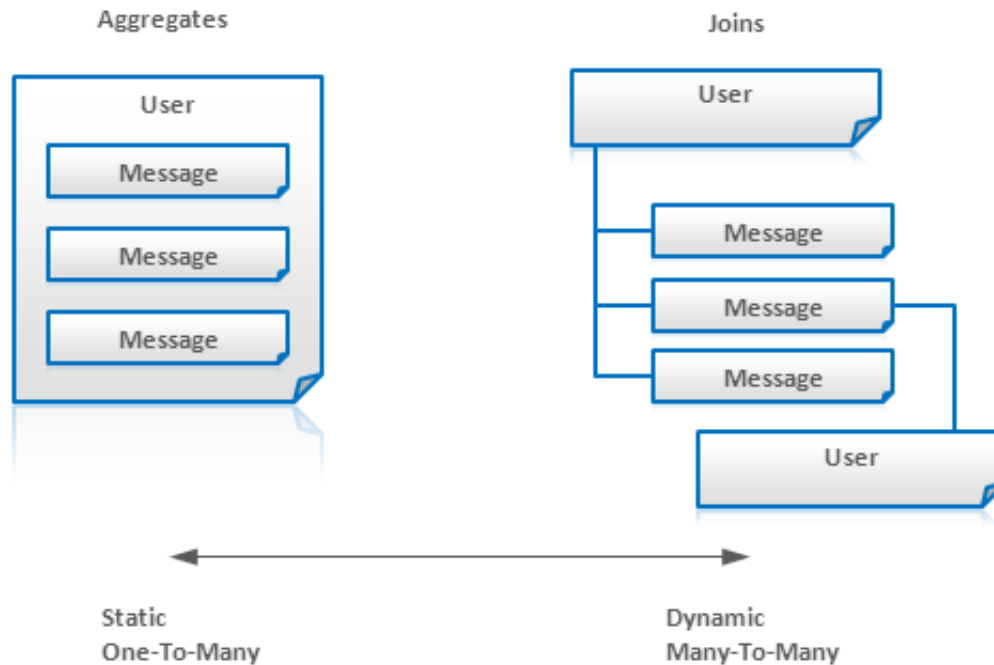 Aggregates
User
Message
Message
Message
Joins
User
Message
Message
Message
User
Static
One-To-Many
Dynamic
Many-To-Many